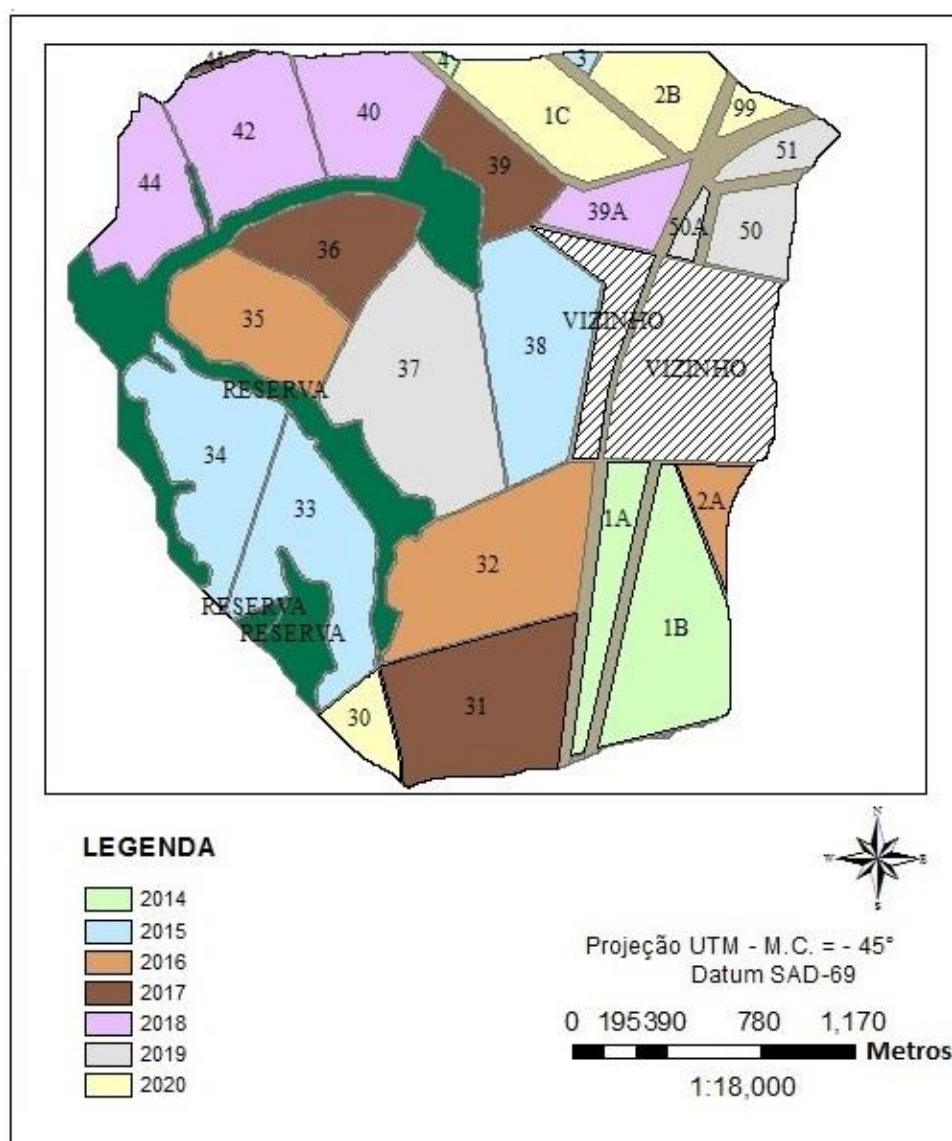 41
4
3
42
40
1C
2B
99
44
39
51
39A
50A
50
36
35
VIZINHO
38
37
VIZINHO
RESERVA
34
33
2A
1A
32
RESERVA
RESERVA
1B
30
31
LEGENDA
2014
2015
2016
2017
2018
2019
2020
N
W E
S
Projeção UTM - M.C. = - 45°
Datum SAD-69
0 195390 780 1,170
Metros
1:18,000